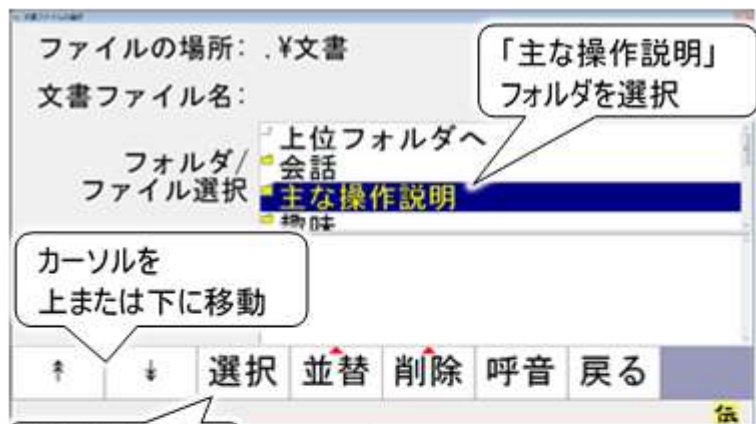 ファイルの場所: .¥文書
「主な操作説明」
フォルダを選択
文書ファイル名:
フォルダ/
ファイル選択
上位フォルダへ
会話
主な操作説明
趣味
カーソルを
上または下に移動
選択 並替 削除 呼音 戻る
伝